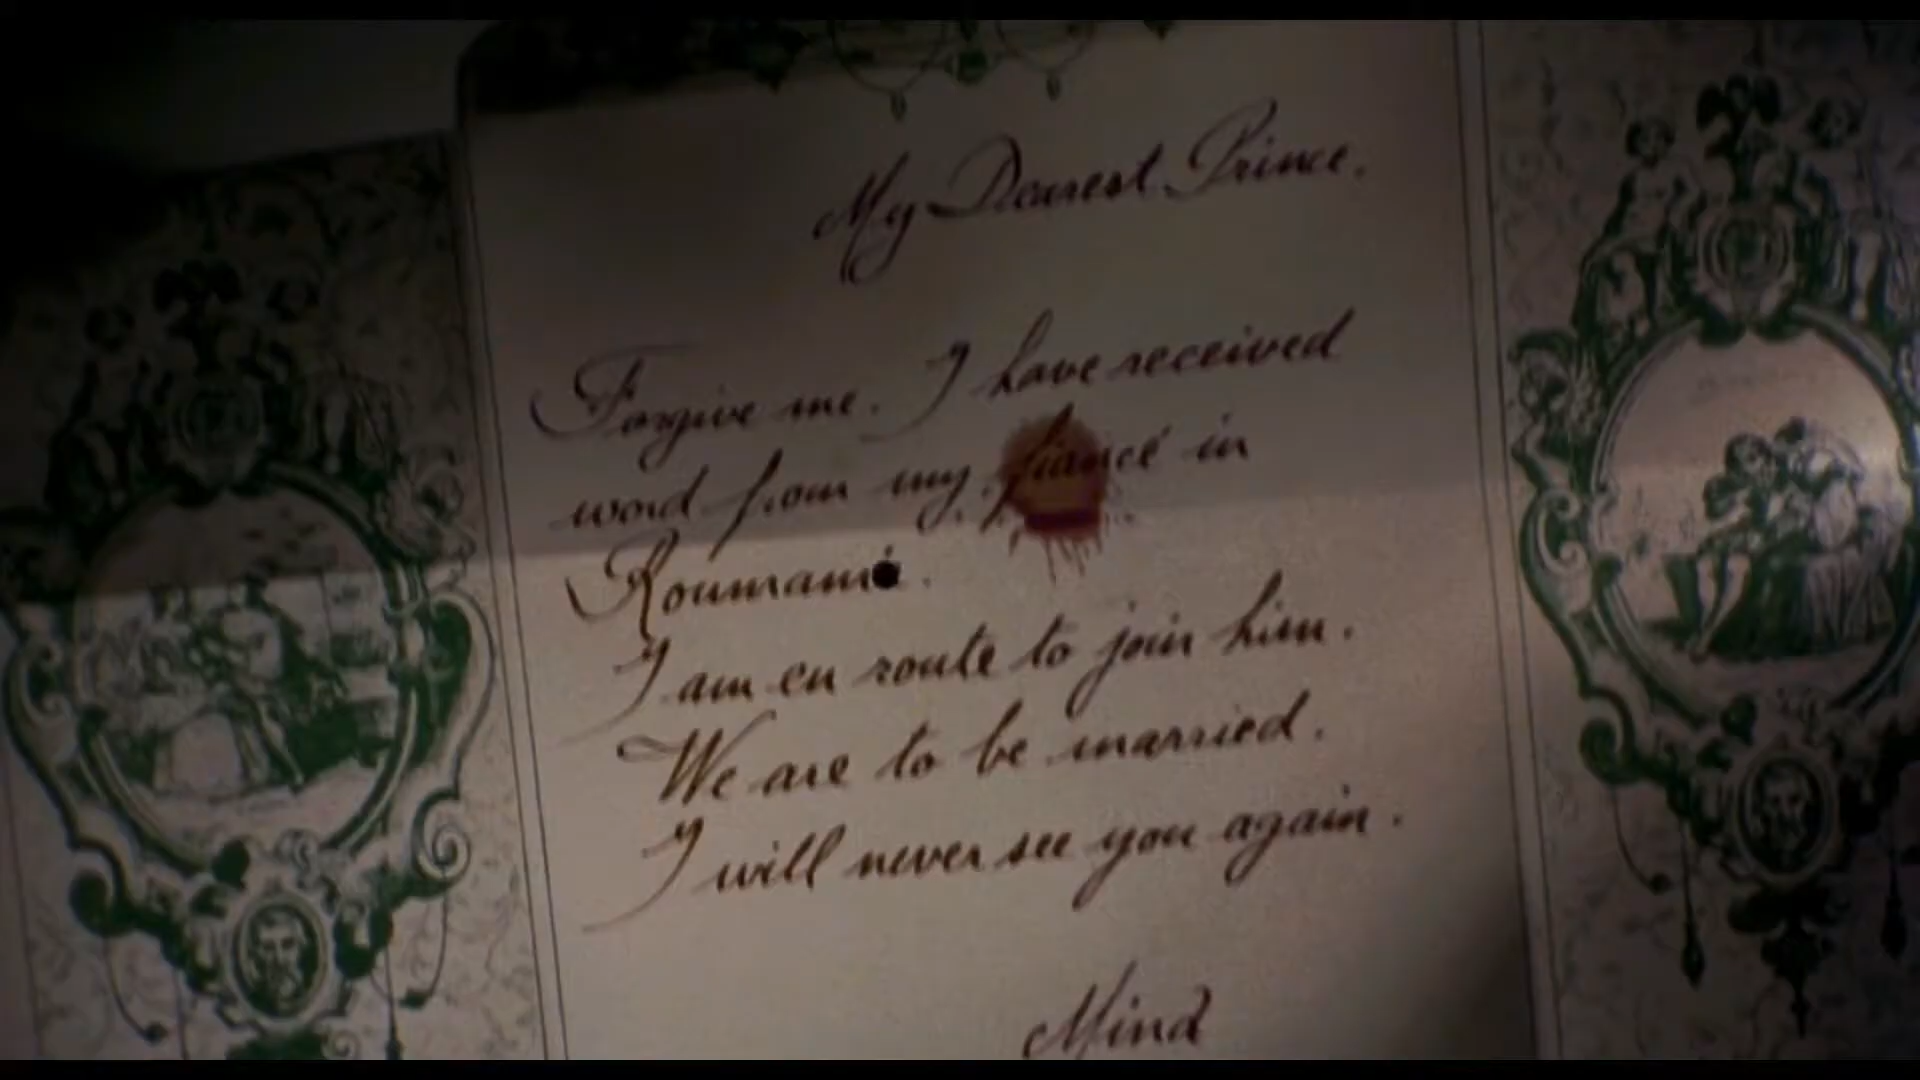 My Dearest Prince.
Forgive me. I have received
word from my fiancé in
Roumani.
I am en route to join him.
We are to be married.
I will never see you again.
Mina